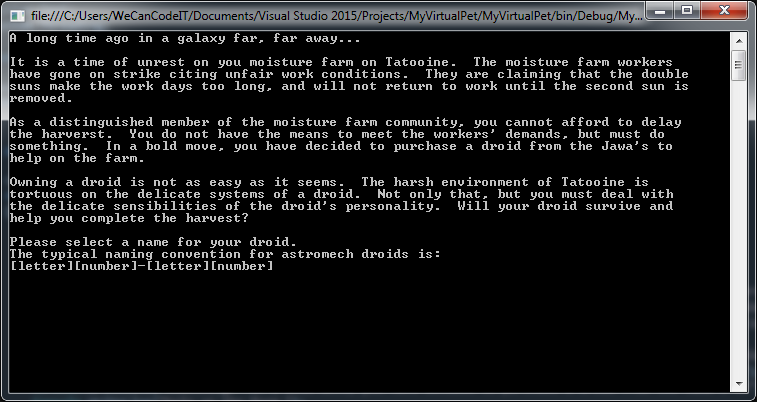 file:///C:/Users/WeCanCodeIT/Documents/Visual Studio 2015/Projects/MyVirtualPet/MyVirtualPet/bin/Debug/My...
A long time ago in a galaxy far, far away...
It is a time of unrest on you moisture farm on Tatooine.  The moisture farm workers
have gone on strike citing unfair work conditions.  They are claiming that the double
suns make the work days too long, and will not return to work until the second sun is
removed.
As a distinguished member of the moisture farm community, you cannot afford to delay
the harverst.  You do not have the means to meet the workers' demands, but must do
something.  In a bold move, you have decided to purchase a droid from the Jawa's to
help on the farm.
Owning a droid is not as easy as it seems.  The harsh environment of Tatooine is
tortuous on the delicate systems of a droid.  Not only that, but you must deal with
the delicate sensibilities of the droid's personality.  Will your droid survive and
help you complete the harvest?
Please select a name for your droid.
The typical naming convention for astromech droids is:
[letter][number]-[letter][number]